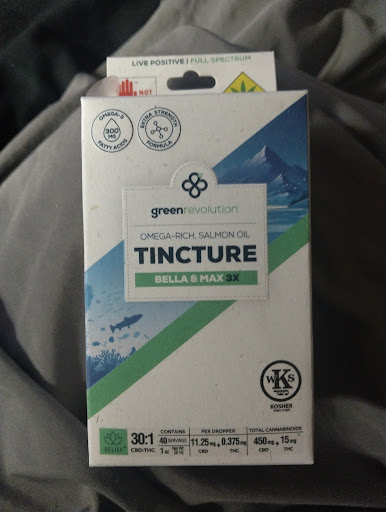 LIVE POSITIVE | FULL SPECTRUM
NOT
OMEGA-3
300
MG
FATTY ACIDS
EXTRA STRENGTH
FORMULA
greenrevolution
OMEGA-RICH, SALMON OIL
TINCTURE
BELLA & MAX 3X
WKS
KOSHER
RELIEF
30:1
CBD:THC
CONTAINS
40 SERVINGS
PER DROPPER
11.25 mg + 0.375 mg
CBD THC
TOTAL CANNABINOIDS
450 mg + 15 mg
CBD THC